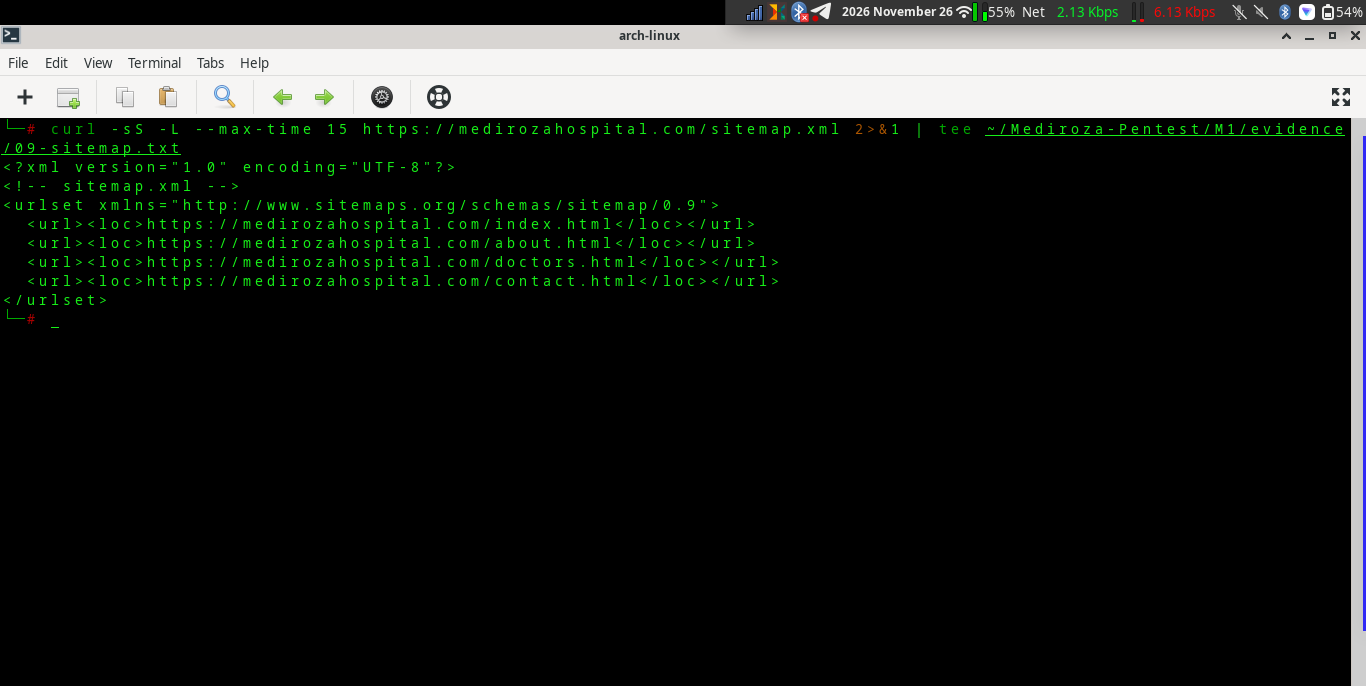 2026 November 26 55% Net 2.13 Kbps 6.13 Kbps 54%
arch-linux
File Edit View Terminal Tabs Help
└─# curl -sS -L --max-time 15 https://medirozahospital.com/sitemap.xml 2>&1 | tee ~/Mediroza-Pentest/M1/evidence
/09-sitemap.txt
<?xml version="1.0" encoding="UTF-8"?>
<!-- sitemap.xml -->
<urlset xmlns="http://www.sitemaps.org/schemas/sitemap/0.9">
  <url><loc>https://medirozahospital.com/index.html</loc></url>
  <url><loc>https://medirozahospital.com/about.html</loc></url>
  <url><loc>https://medirozahospital.com/doctors.html</loc></url>
  <url><loc>https://medirozahospital.com/contact.html</loc></url>
</urlset>
└─# _